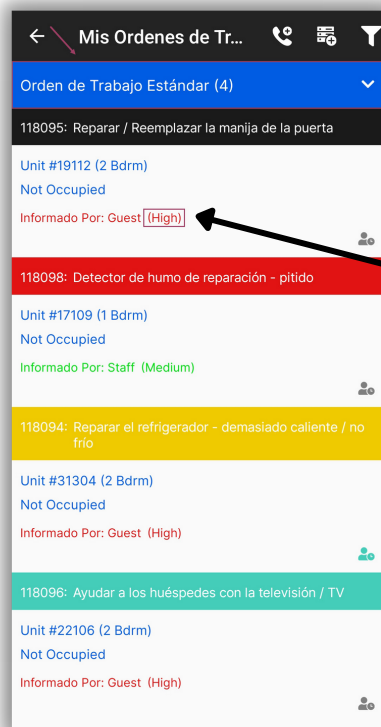 Mis Ordenes de Tr...
Orden de Trabajo Estándar (4)
118095: Reparar / Reemplazar la manija de la puerta
Unit #19112 (2 Bdrm)
Not Occupied
Informado Por: Guest (High)
118098: Detector de humo de reparación - pitido
Unit #17109 (1 Bdrm)
Not Occupied
Informado Por: Staff (Medium)
118094: Reparar el refrigerador - demasiado caliente / no
frío
Unit #31304 (2 Bdrm)
Not Occupied
Informado Por: Guest (High)
118096: Ayudar a los huéspedes con la televisión / TV
Unit #22106 (2 Bdrm)
Not Occupied
Informado Por: Guest (High)